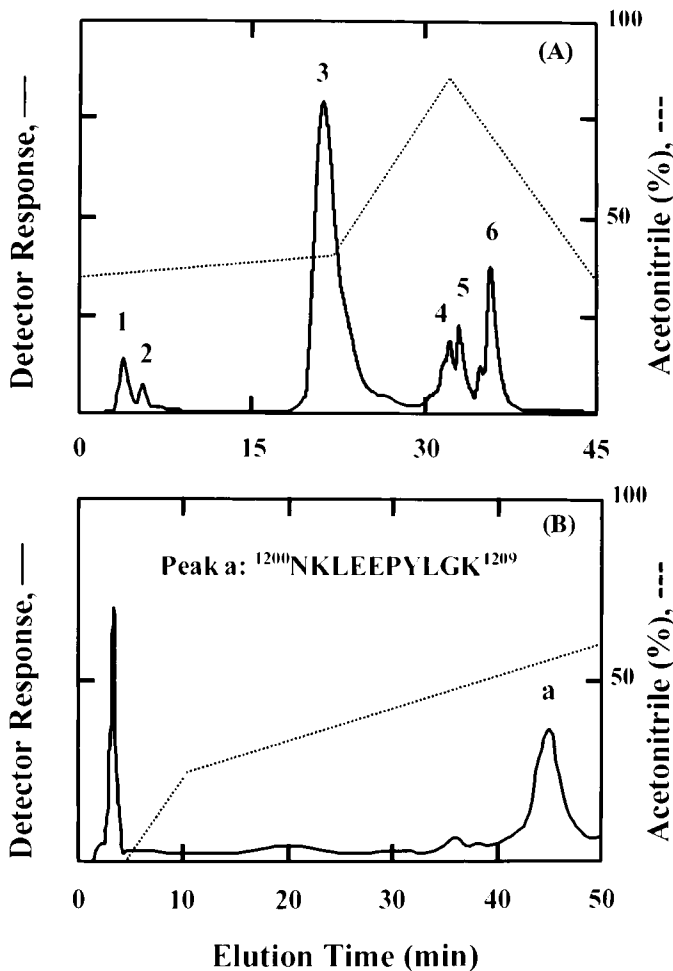 (A)
100
50
Detector Response, —
Acetonitrile (%), ---
1
2
3
4
5
6
0
15
30
45
(B)
100
50
Detector Response, —
Acetonitrile (%), ---
Peak a: ¹²⁰⁰NKLEEPYLGK¹²⁰⁹
a
0
10
20
30
40
50
Elution Time (min)